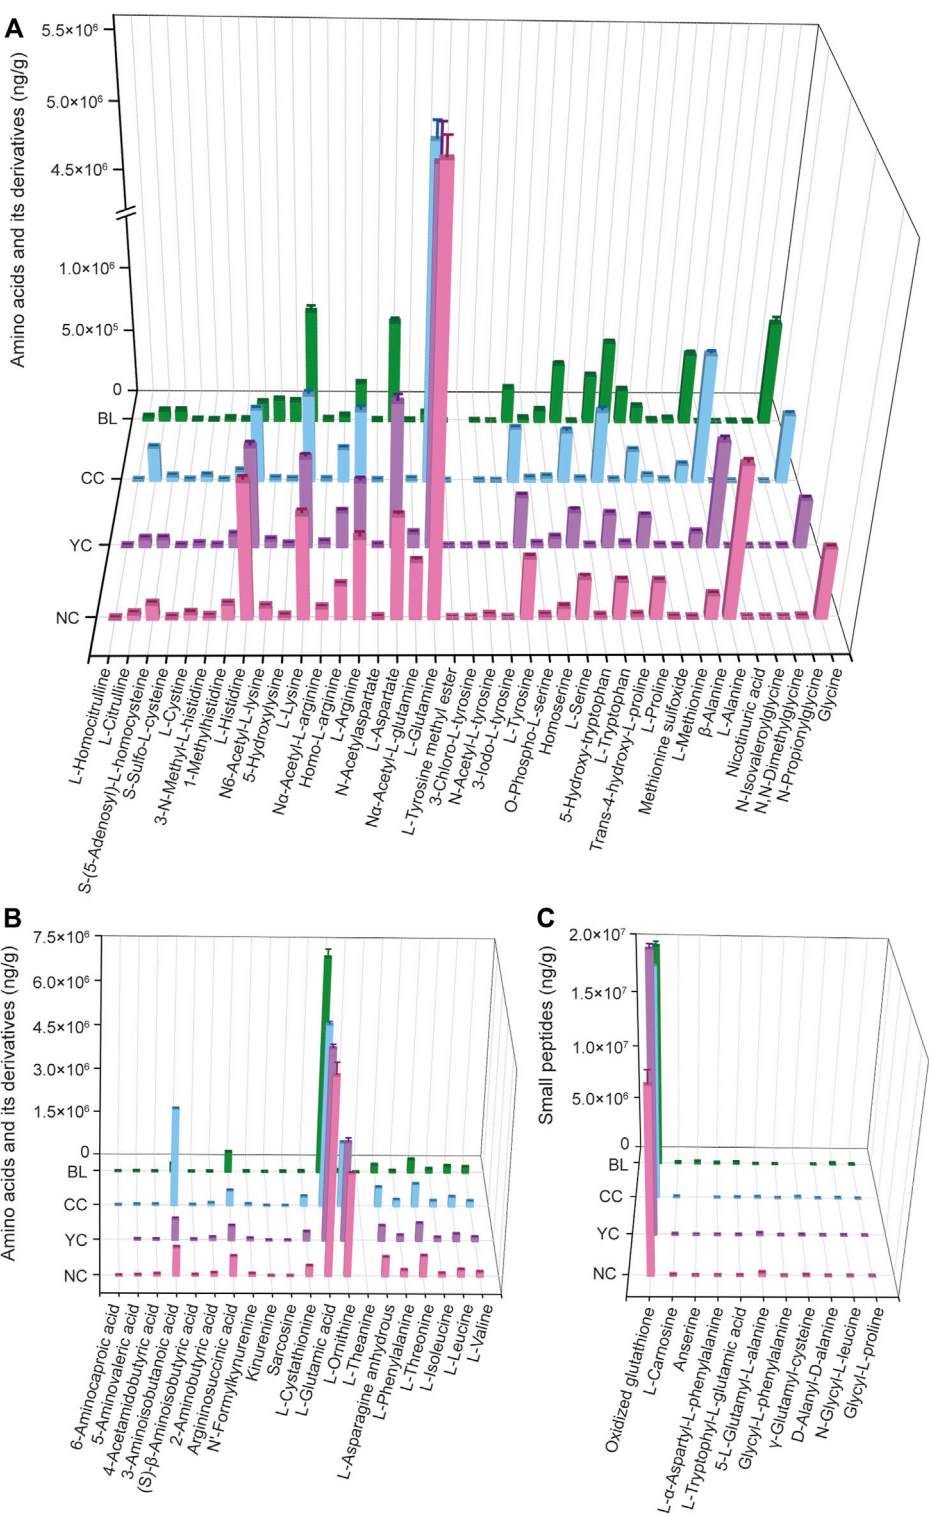 A
Amino acids and its derivatives (ng/g)
5.5×10⁶
5.0×10⁶
4.5×10⁶
1.0×10⁶
5.0×10⁵
0
BL
CC
YC
NC
L-Homocitrulline
L-Citrulline
S-(5-Adenosyl)-L-homocysteine
S-Sulfo-L-cysteine
L-Cystine
3-N-Methyl-L-histidine
1-Methylhistidine
L-Histidine
N6-Acetyl-L-lysine
5-Hydroxylysine
L-Lysine
Nα-Acetyl-L-arginine
Homo-L-arginine
L-Arginine
N-Acetylaspartate
L-Aspartate
Nα-Acetyl-L-glutamine
L-Glutamine
L-Tyrosine methyl ester
3-Chloro-L-tyrosine
N-Acetyl-L-tyrosine
3-Iodo-L-tyrosine
L-Tyrosine
O-Phospho-L-serine
Homoserine
L-Serine
5-Hydroxy-tryptophan
L-Tryptophan
Trans-4-hydroxy-L-proline
L-Proline
Methionine sulfoxide
L-Methionine
β-Alanine
L-Alanine
Nicotinuric acid
N-Isovaleroylglycine
N,N-Dimethylglycine
N-Propionylglycine
Glycine
B
Amino acids and its derivatives (ng/g)
7.5×10⁶
6.0×10⁶
4.5×10⁶
3.0×10⁶
1.5×10⁶
0
BL
CC
YC
NC
6-Aminocaproic acid
5-Aminovaleric acid
4-Acetamidobutyric acid
3-Aminoisobutanoic acid
(S)-β-Aminoisobutyric acid
2-Aminobutyric acid
Argininosuccinic acid
N'-Formylkynurenine
Kinurenine
Sarcosine
L-Cystathionine
L-Glutamic acid
L-Ornithine
L-Theanine
L-Asparagine anhydrous
L-Phenylalanine
L-Threonine
L-Isoleucine
L-Leucine
L-Valine
C
Small peptides (ng/g)
2.0×10⁷
1.5×10⁷
1.0×10⁷
5.0×10⁶
0
BL
CC
YC
NC
Oxidized glutathione
L-Carnosine
Anserine
L-α-Aspartyl-L-phenylalanine
L-Tryptophyl-L-glutamic acid
5-L-Glutamyl-L-alanine
Glycyl-L-phenylalanine
γ-Glutamyl-cysteine
D-Alanyl-D-alanine
N-Glycyl-L-leucine
Glycyl-L-proline